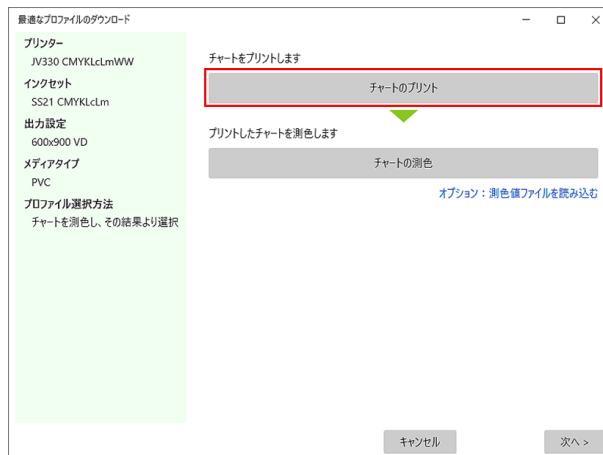 最適なプロファイルのダウンロード
プリンター
JV330 CMYKLcLmWW
インクセット
SS21 CMYKLcLm
出力設定
600x900 VD
メディアタイプ
PVC
プロファイル選択方法
チャートを測色し、その結果より選択
チャートをプリントします
チャートのプリント
プリントしたチャートを測色します
チャートの測色
オプション：測色値ファイルを読み込む
キャンセル
次へ >